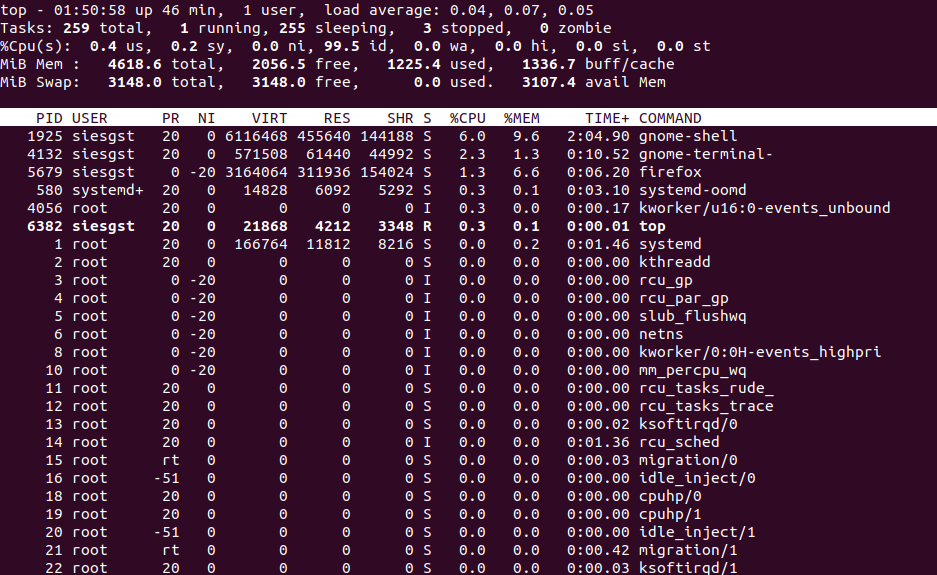 top - 01:50:58 up 46 min,  1 user,  load average: 0.04, 0.07, 0.05
Tasks: 259 total,   1 running, 255 sleeping,   3 stopped,   0 zombie
%Cpu(s):  0.4 us,  0.2 sy,  0.0 ni, 99.5 id,  0.0 wa,  0.0 hi,  0.0 si,  0.0 st
MiB Mem :   4618.6 total,   2056.5 free,   1225.4 used,   1336.7 buff/cache
MiB Swap:   3148.0 total,   3148.0 free,      0.0 used.   3107.4 avail Mem
PID USER      PR  NI    VIRT    RES    SHR S  %CPU  %MEM     TIME+ COMMAND
1925 siesgst   20   0 6116468 455640 144188 S   6.0   9.6   2:04.90 gnome-shell
4132 siesgst   20   0  571508  61440  44992 S   2.3   1.3   0:10.52 gnome-terminal-
5679 siesgst    0 -20 3164064 311936 154024 S   1.3   6.6   0:06.20 firefox
580 systemd+  20   0   14828   6092   5292 S   0.3   0.1   0:03.10 systemd-oomd
4056 root      20   0       0      0      0 I   0.3   0.0   0:00.17 kworker/u16:0-events_unbound
6382 siesgst   20   0   21868   4212   3348 R   0.3   0.1   0:00.01 top
1 root      20   0  166764  11812   8216 S   0.0   0.2   0:01.46 systemd
2 root      20   0       0      0      0 S   0.0   0.0   0:00.00 kthreadd
3 root       0 -20       0      0      0 I   0.0   0.0   0:00.00 rcu_gp
4 root       0 -20       0      0      0 I   0.0   0.0   0:00.00 rcu_par_gp
5 root       0 -20       0      0      0 I   0.0   0.0   0:00.00 slub_flushwq
6 root       0 -20       0      0      0 I   0.0   0.0   0:00.00 netns
8 root       0 -20       0      0      0 I   0.0   0.0   0:00.00 kworker/0:0H-events_highpri
10 root       0 -20       0      0      0 I   0.0   0.0   0:00.00 mm_percpu_wq
11 root      20   0       0      0      0 S   0.0   0.0   0:00.00 rcu_tasks_rude_
12 root      20   0       0      0      0 S   0.0   0.0   0:00.00 rcu_tasks_trace
13 root      20   0       0      0      0 S   0.0   0.0   0:00.02 ksoftirqd/0
14 root      20   0       0      0      0 I   0.0   0.0   0:01.36 rcu_sched
15 root      rt   0       0      0      0 S   0.0   0.0   0:00.03 migration/0
16 root     -51   0       0      0      0 S   0.0   0.0   0:00.00 idle_inject/0
18 root      20   0       0      0      0 S   0.0   0.0   0:00.00 cpuhp/0
19 root      20   0       0      0      0 S   0.0   0.0   0:00.00 cpuhp/1
20 root     -51   0       0      0      0 S   0.0   0.0   0:00.00 idle_inject/1
21 root      rt   0       0      0      0 S   0.0   0.0   0:00.42 migration/1
22 root      20   0       0      0      0 S   0.0   0.0   0:00.03 ksoftirqd/1